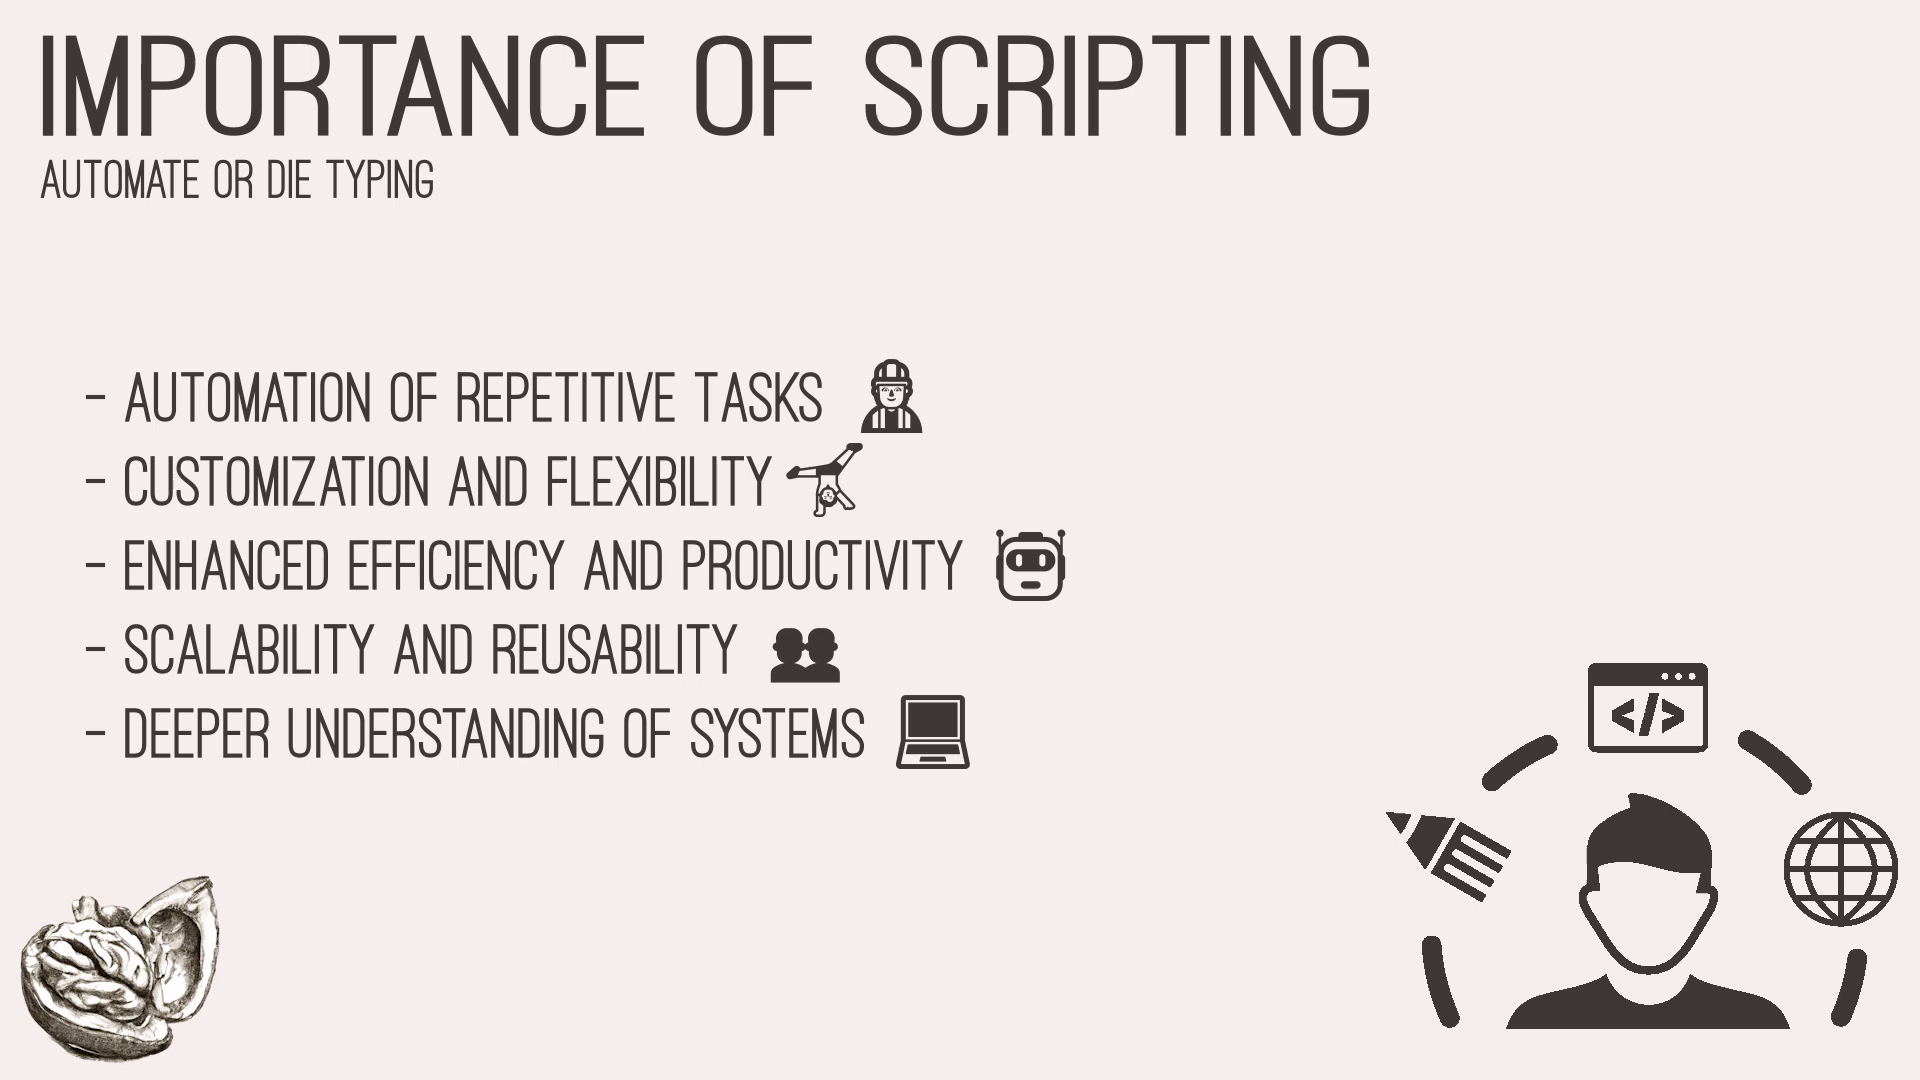 IMPORTANCE OF SCRIPTING
AUTOMATE OR DIE TYPING
- AUTOMATION OF REPETITIVE TASKS
- CUSTOMIZATION AND FLEXIBILITY
- ENHANCED EFFICIENCY AND PRODUCTIVITY
- SCALABILITY AND REUSABILITY
- DEEPER UNDERSTANDING OF SYSTEMS
</>